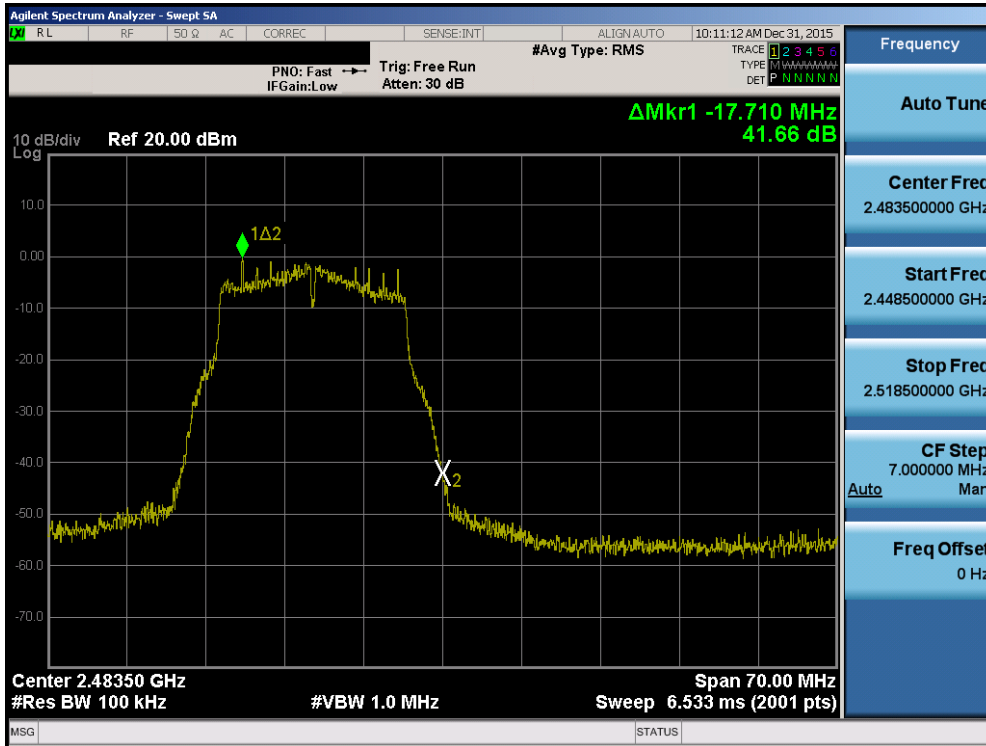 Agilent Spectrum Analyzer - Swept SA
LXI RL RF 50 Ω AC CORREC SENSE:INT ALIGN AUTO 10:11:12 AM Dec 31, 2015
#Avg Type: RMS TRACE 1 2 3 4 5 6
PNO: Fast Trig: Free Run TYPE M
IFGain:Low Atten: 30 dB DET P N N N N N
ΔMkr1 -17.710 MHz
41.66 dB
10 dB/div Ref 20.00 dBm
Log
10.0
1Δ2
0.00
-10.0
-20.0
-30.0
-40.0
2
-50.0
-60.0
-70.0
Center 2.48350 GHz Span 70.00 MHz
#Res BW 100 kHz #VBW 1.0 MHz Sweep 6.533 ms (2001 pts)
MSG STATUS
Frequency
Auto Tune
Center Freq
2.483500000 GHz
Start Freq
2.448500000 GHz
Stop Freq
2.518500000 GHz
CF Step
7.000000 MHz
Auto Man
Freq Offset
0 Hz